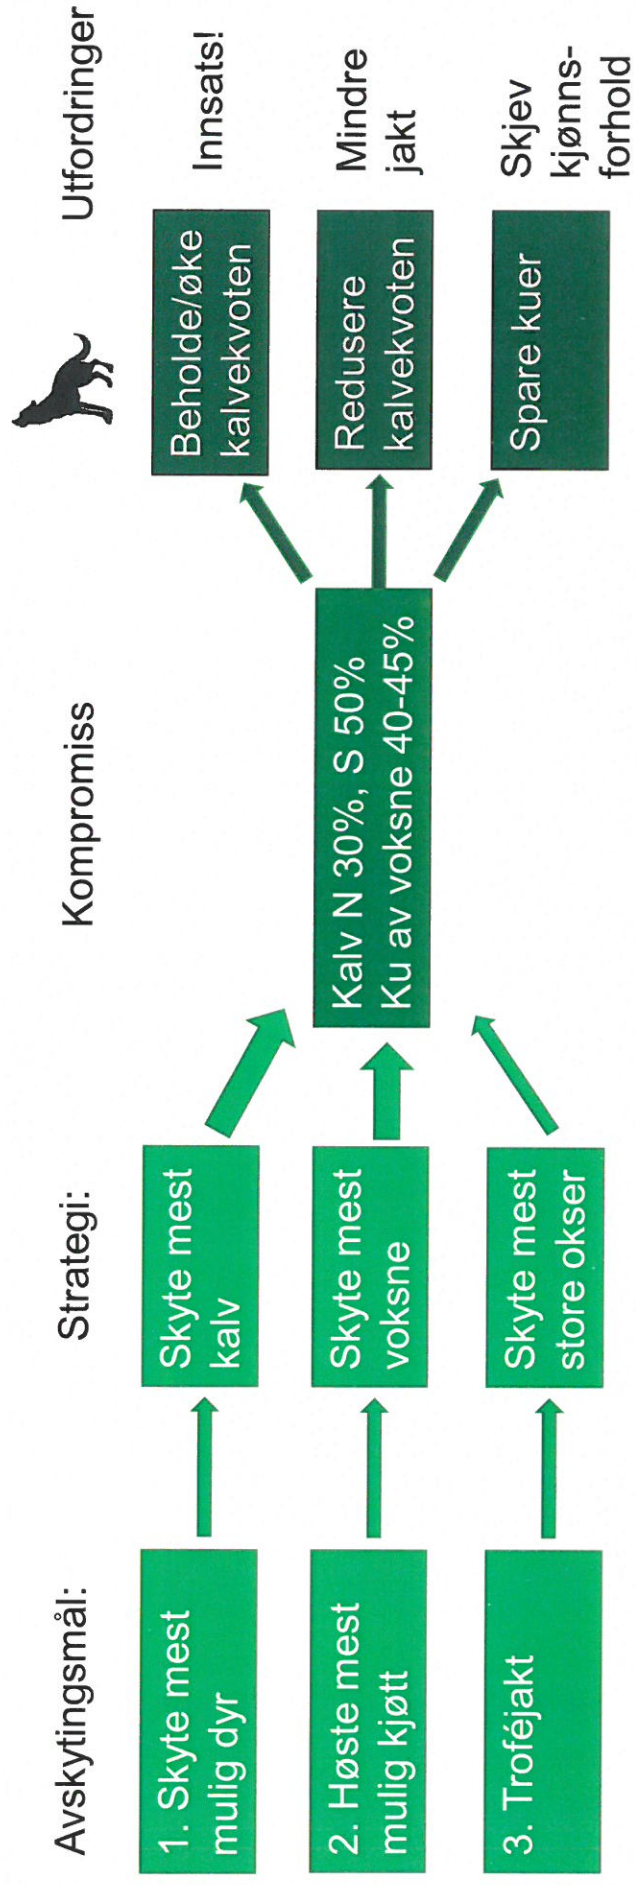 Avskytingsmål:
Strategi:
Kompromiss
Utfordringer
1. Skyte mest
mulig dyr
Skyte mest
kalv
Beholde/øke
kalvekvoten
Innsats!
2. Høste mest
mulig kjøtt
Skyte mest
voksne
Kalv N 30%, S 50%
Ku av voksne 40-45%
Redusere
kalvekvoten
Mindre
jakt
3. Troféjakt
Skyte mest
store okser
Spare kuer
Skjev
kjønns-
forhold